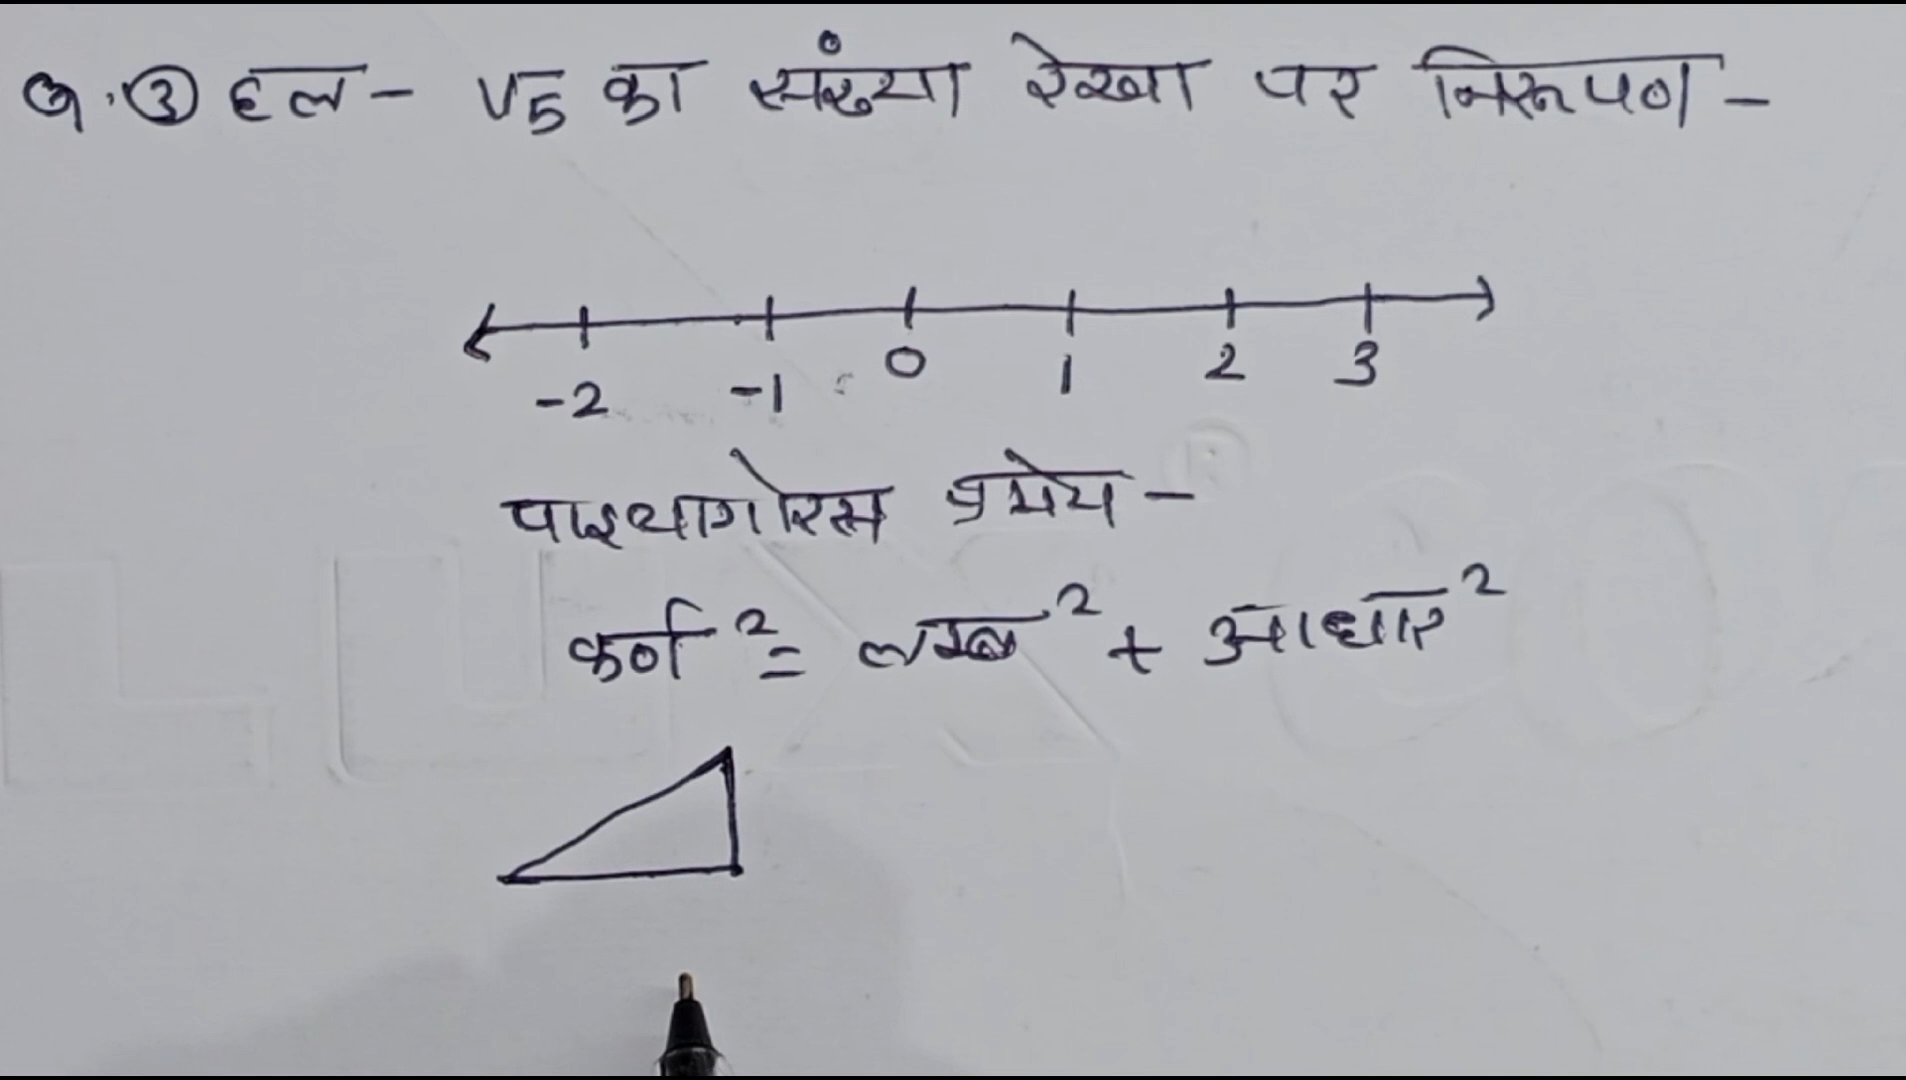 प्र.③ हल- √5 का संख्या रेखा पर निरूपण-
-2 -1 0 1 2 3
पाइथागोरस प्रमेय-
कर्ण² = लम्ब² + आधार²